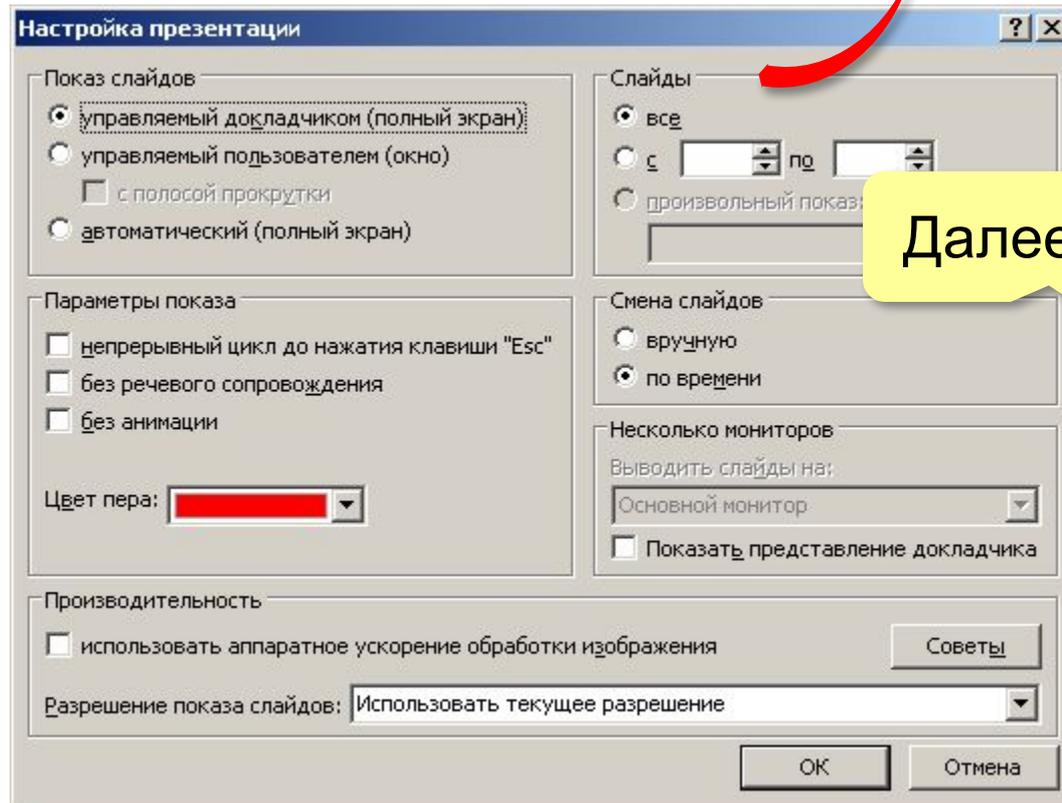 Настройка презентации
Показ слайдов
управляемый докладчиком (полный экран)
управляемый пользователем (окно)
с полосой прокрутки
автоматический (полный экран)
Слайды
все
с по
произвольный показ:
Далее
Параметры показа
непрерывный цикл до нажатия клавиши "Esc"
без речевого сопровождения
без анимации
Цвет пера:
Смена слайдов
вручную
по времени
Несколько мониторов
Выводить слайды на:
Основной монитор
Показать представление докладчика
Производительность
использовать аппаратное ускорение обработки изображения
Советы
Разрешение показа слайдов: Использовать текущее разрешение
ОК Отмена